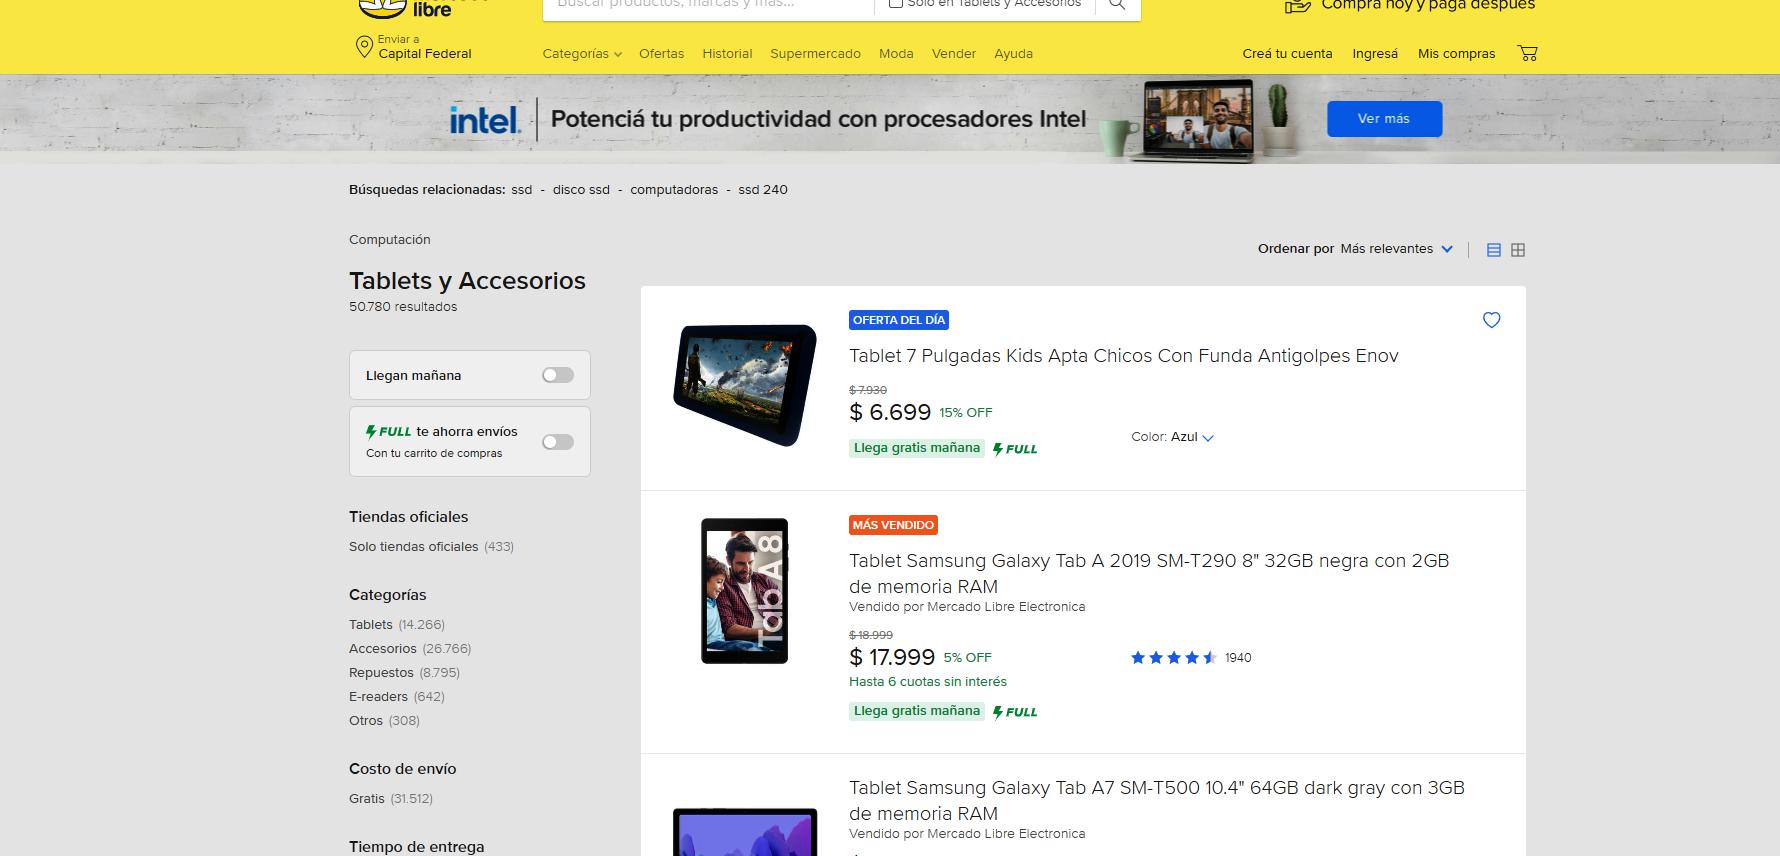 libre
Buscar productos, marcas y más...
Solo en Tablets y Accesorios
Comprá hoy y pagá después
Enviar a
Capital Federal
Categorías
Ofertas
Historial
Supermercado
Moda
Vender
Ayuda
Creá tu cuenta
Ingresá
Mis compras
intel.
Potenciá tu productividad con procesadores Intel
Ver más
Búsquedas relacionadas: ssd - disco ssd - computadoras - ssd 240
Computación
Tablets y Accesorios
50.780 resultados
Ordenar por Más relevantes
Llegan mañana
FULL te ahorra envíos
Con tu carrito de compras
Tiendas oficiales
Solo tiendas oficiales (433)
Categorías
Tablets (14.266)
Accesorios (26.766)
Repuestos (8.795)
E-readers (642)
Otros (308)
Costo de envío
Gratis (31.512)
Tiempo de entrega
OFERTA DEL DÍA
Tablet 7 Pulgadas Kids Apta Chicos Con Funda Antigolpes Enov
$ 7.930
$ 6.699 15% OFF
Llega gratis mañana FULL
Color: Azul
MÁS VENDIDO
Tab A 8
Tablet Samsung Galaxy Tab A 2019 SM-T290 8" 32GB negra con 2GB
de memoria RAM
Vendido por Mercado Libre Electronica
$ 18.999
$ 17.999 5% OFF
1940
Hasta 6 cuotas sin interés
Llega gratis mañana FULL
Tablet Samsung Galaxy Tab A7 SM-T500 10.4" 64GB dark gray con 3GB
de memoria RAM
Vendido por Mercado Libre Electronica